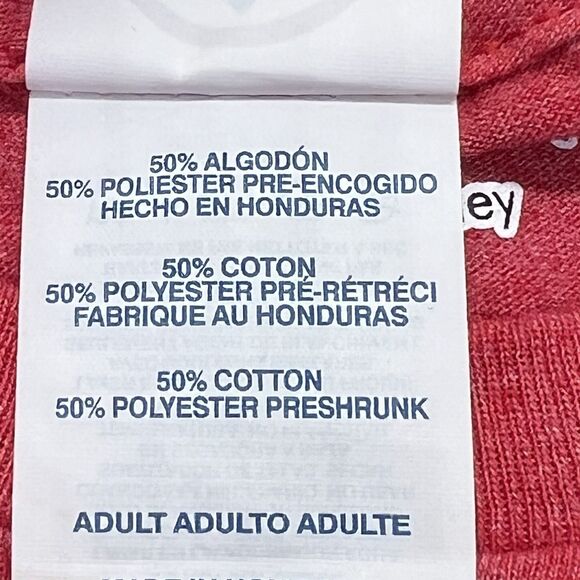 50% ALGODÓN
50% POLIESTER PRE-ENCOGIDO
HECHO EN HONDURAS
ey
50% COTON
50% POLYESTER PRÉ-RÉTRÉCI
FABRIQUE AU HONDURAS
50% COTTON
50% POLYESTER PRESHRUNK
ADULT ADULTO ADULTE